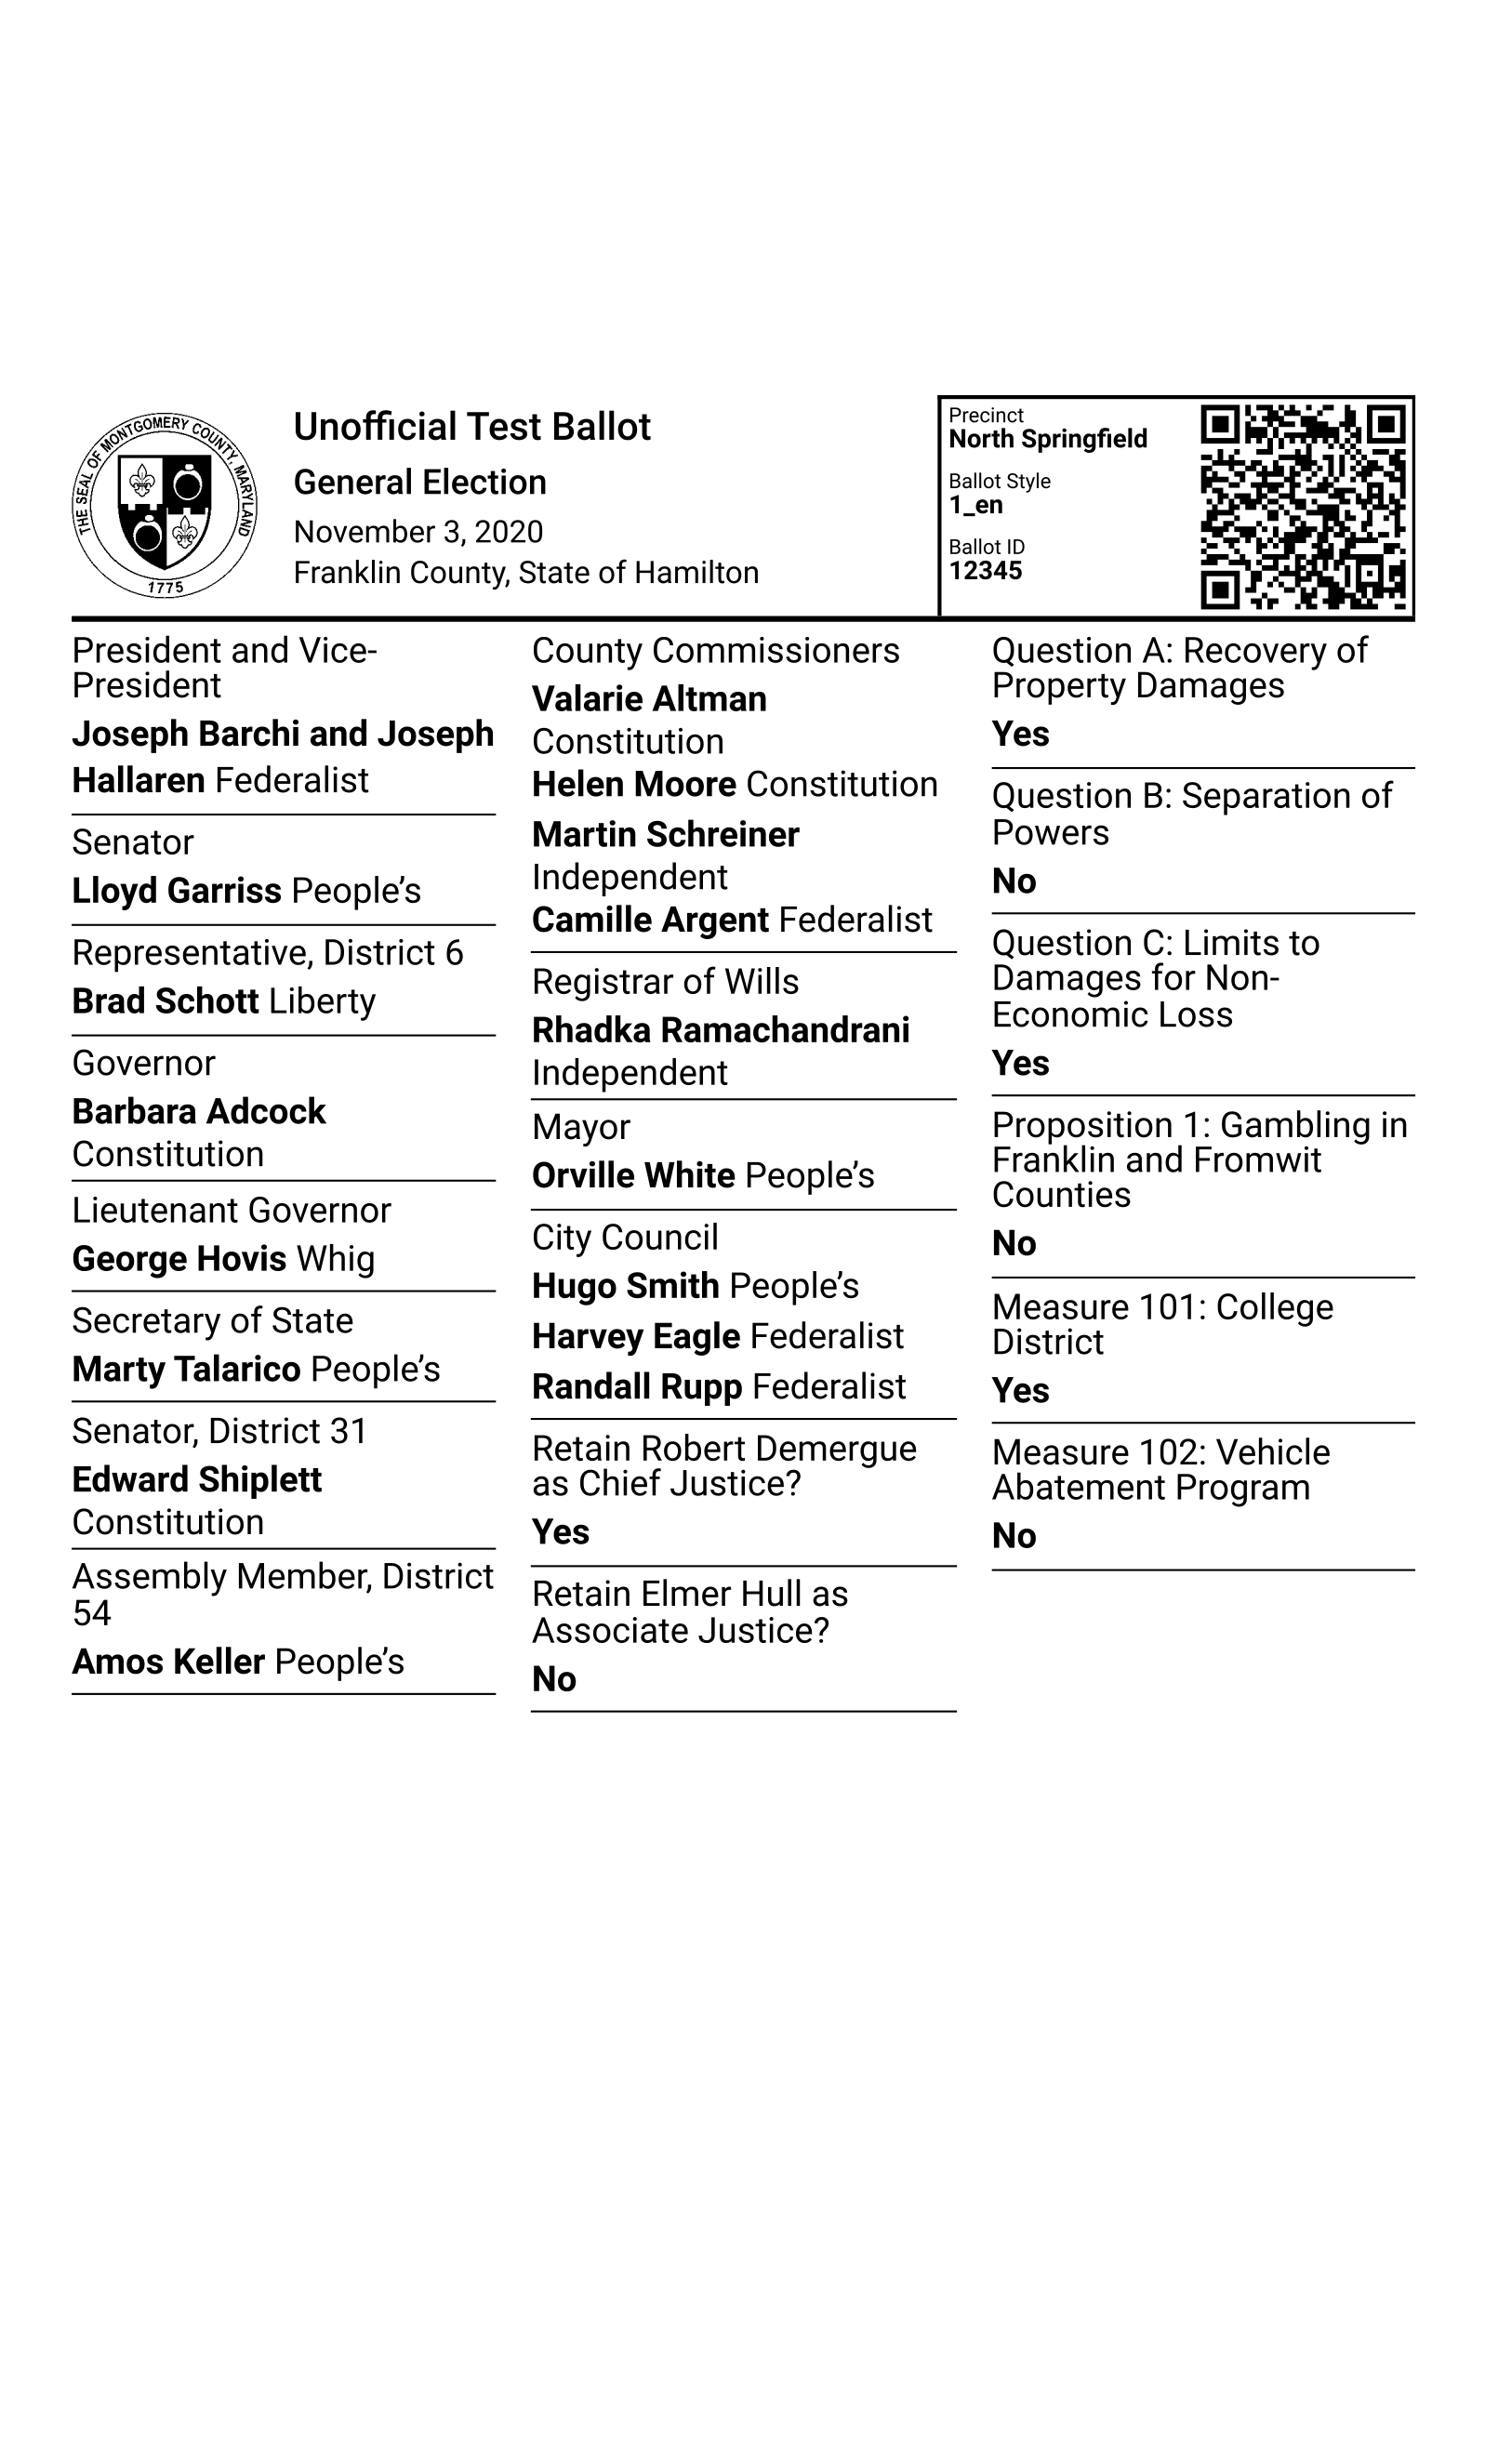 THE SEAL OF MONTGOMERY COUNTY, MARYLAND
1775
Unofficial Test Ballot
General Election
November 3, 2020
Franklin County, State of Hamilton
Precinct
North Springfield
Ballot Style
1_en
Ballot ID
12345
President and Vice-
President
Joseph Barchi and Joseph
Hallaren Federalist
Senator
Lloyd Garriss People’s
Representative, District 6
Brad Schott Liberty
Governor
Barbara Adcock
Constitution
Lieutenant Governor
George Hovis Whig
Secretary of State
Marty Talarico People’s
Senator, District 31
Edward Shiplett
Constitution
Assembly Member, District
54
Amos Keller People’s
County Commissioners
Valarie Altman
Constitution
Helen Moore Constitution
Martin Schreiner
Independent
Camille Argent Federalist
Registrar of Wills
Rhadka Ramachandrani
Independent
Mayor
Orville White People’s
City Council
Hugo Smith People’s
Harvey Eagle Federalist
Randall Rupp Federalist
Retain Robert Demergue
as Chief Justice?
Yes
Retain Elmer Hull as
Associate Justice?
No
Question A: Recovery of
Property Damages
Yes
Question B: Separation of
Powers
No
Question C: Limits to
Damages for Non-
Economic Loss
Yes
Proposition 1: Gambling in
Franklin and Fromwit
Counties
No
Measure 101: College
District
Yes
Measure 102: Vehicle
Abatement Program
No